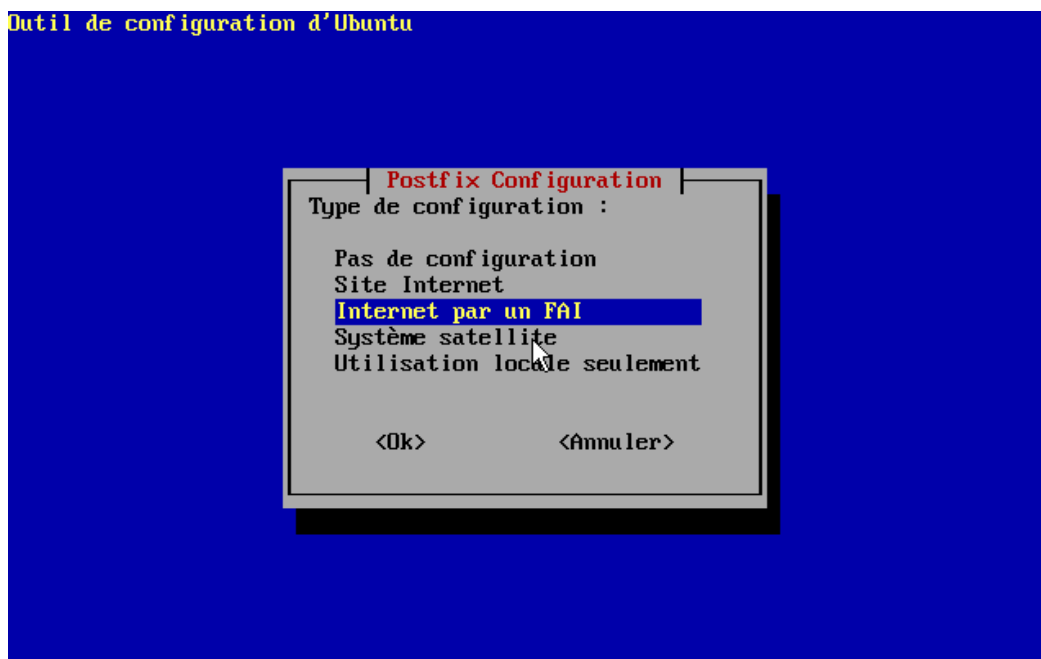 Outil de configuration d'Ubuntu
Postfix Configuration
Type de configuration :
Pas de configuration
Site Internet
Internet par un FAI
Système satellite
Utilisation locale seulement
<Ok> <Annuler>